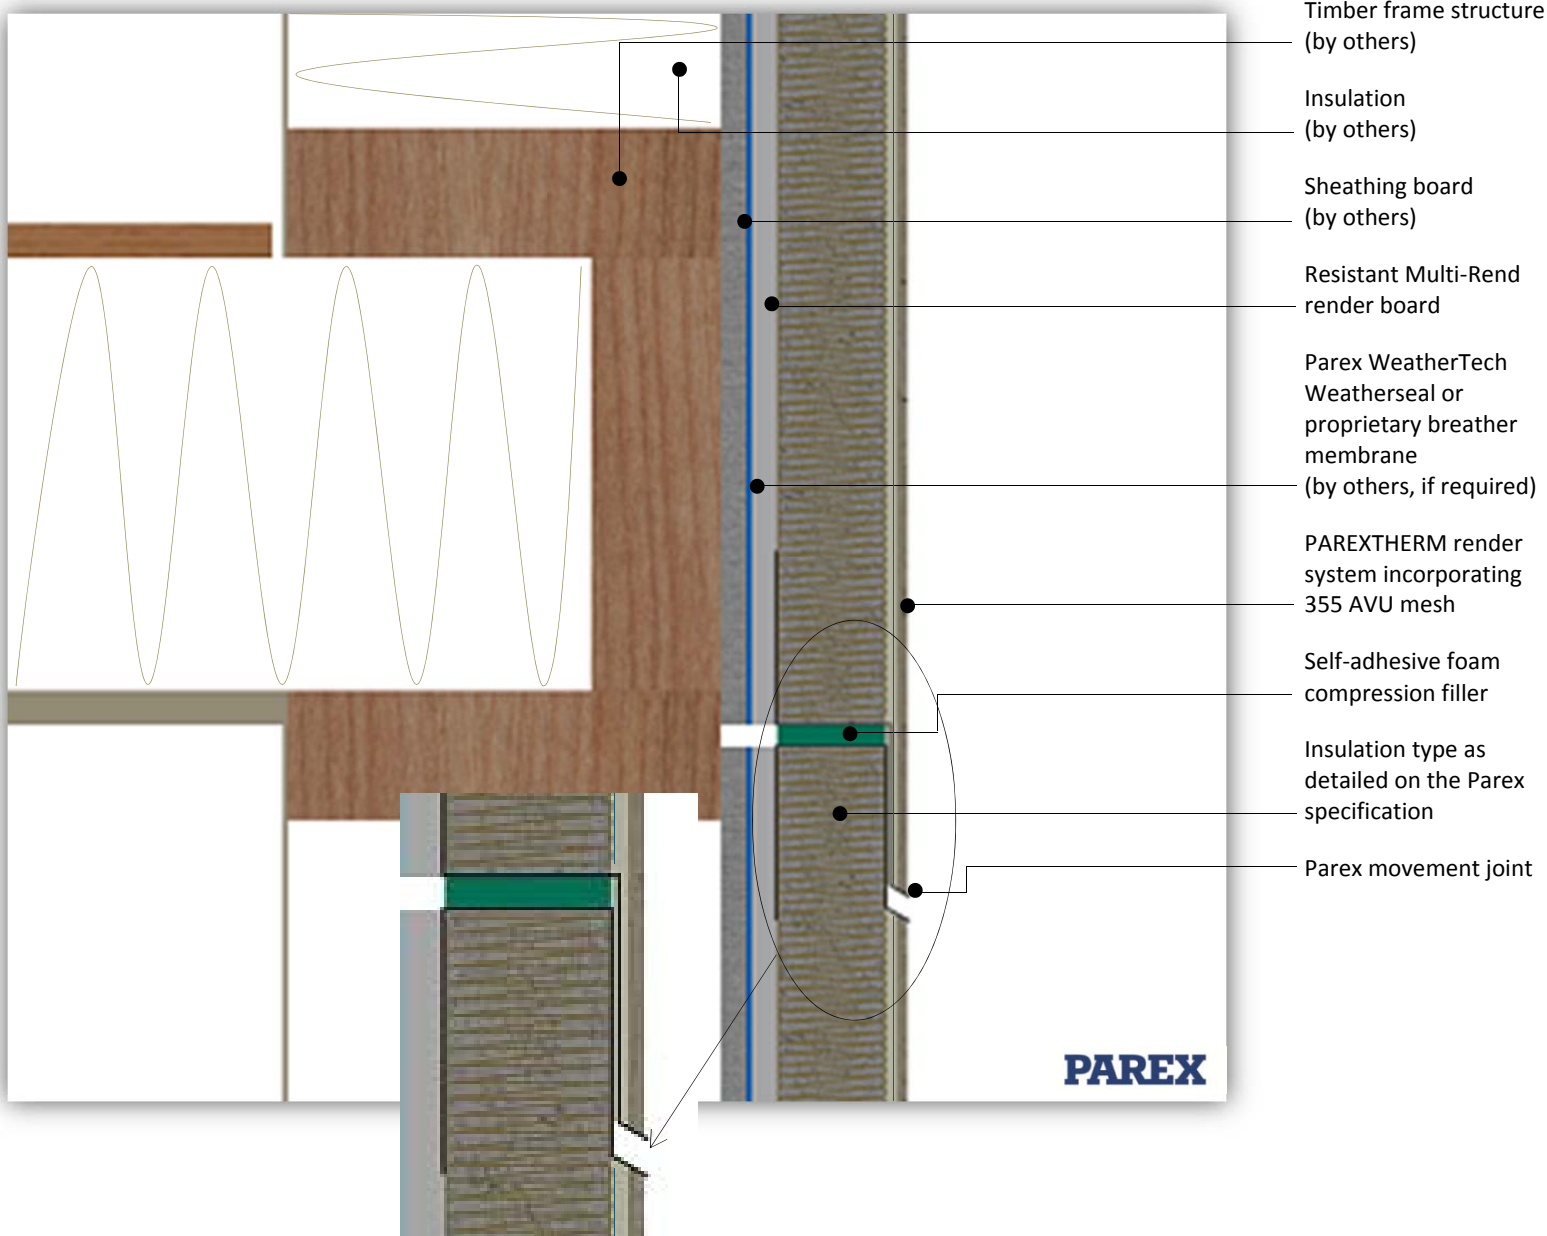 Timber frame structure
(by others)
Insulation
(by others)
Sheathing board
(by others)
Resistant Multi-Rend
render board
Parex WeatherTech
Weatherseal or
proprietary breather
membrane
(by others, if required)
PAREXTHERM render
system incorporating
355 AVU mesh
Self-adhesive foam
compression filler
Insulation type as
detailed on the Parex
specification
Parex movement joint
PAREX